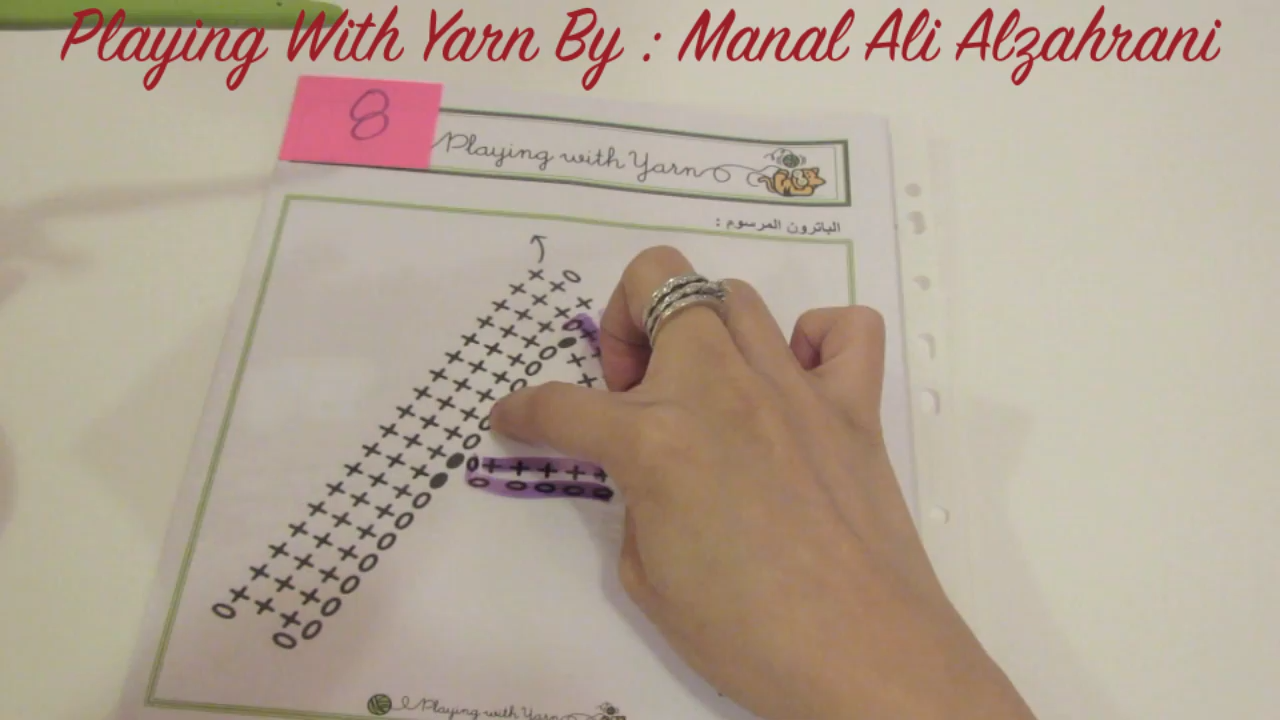 Playing With Yarn By : Manal Ali Alzahrani
8
Playing with Yarn
الباترون المرسوم :
Playing with Yarn